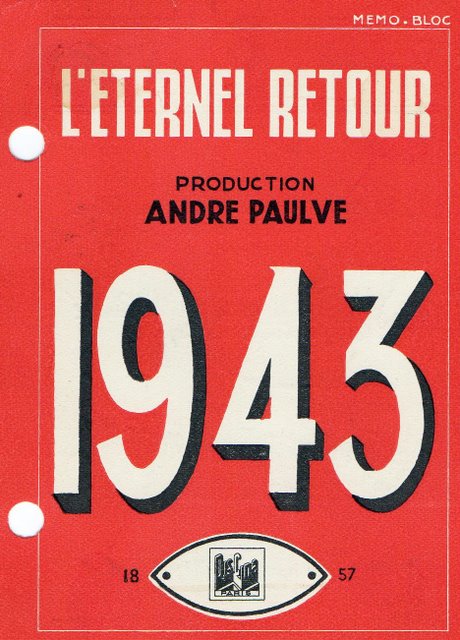 MEMO.BLOC
L'ETERNEL RETOUR
PRODUCTION
ANDRE PAULVE
1943
18 57
DISCINA
PARIS